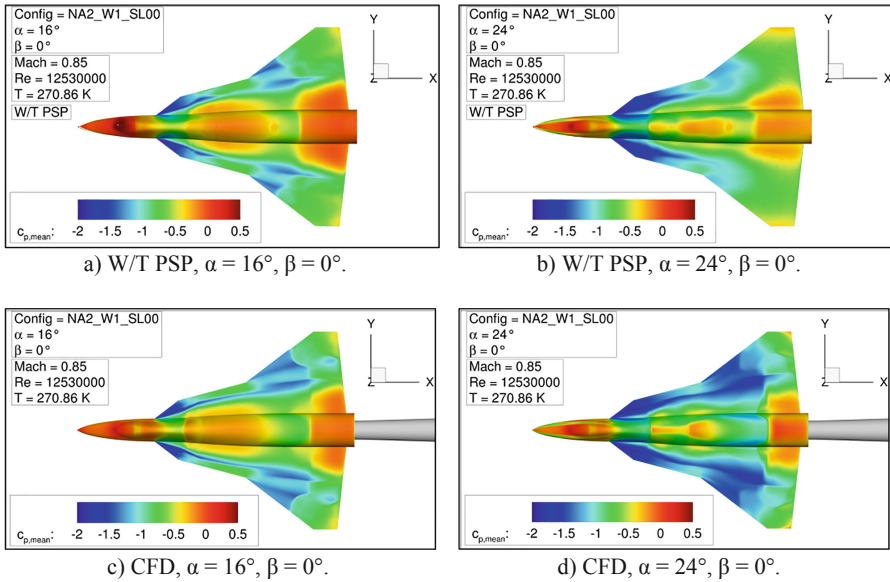 Config = NA2_W1_SL00
α = 16°
β = 0°
Mach = 0.85
Re = 12530000
T = 270.86 K
W/T PSP
Y
Z
X
-2 -1.5 -1 -0.5 0 0.5
cp,mean:
a) W/T PSP, α = 16°, β = 0°.
Config = NA2_W1_SL00
α = 24°
β = 0°
Mach = 0.85
Re = 12530000
T = 270.86 K
W/T PSP
Y
Z
X
-2 -1.5 -1 -0.5 0 0.5
cp,mean:
b) W/T PSP, α = 24°, β = 0°.
Config = NA2_W1_SL00
α = 16°
β = 0°
Mach = 0.85
Re = 12530000
T = 270.86 K
Y
Z
X
-2 -1.5 -1 -0.5 0 0.5
cp,mean:
c) CFD, α = 16°, β = 0°.
Config = NA2_W1_SL00
α = 24°
β = 0°
Mach = 0.85
Re = 12530000
T = 270.86 K
Y
Z
X
-2 -1.5 -1 -0.5 0 0.5
cp,mean:
d) CFD, α = 24°, β = 0°.